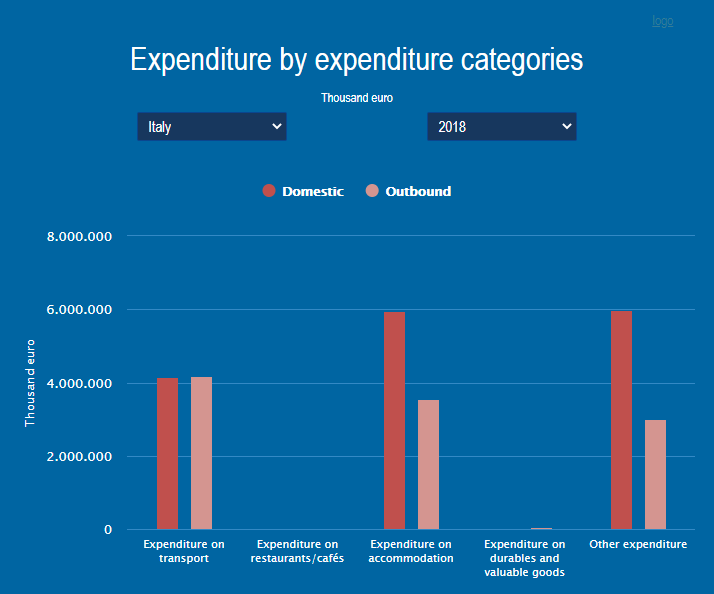 logo
Expenditure by expenditure categories
Thousand euro
Italy
2018
Domestic
Outbound
8.000.000
6.000.000
4.000.000
2.000.000
0
Thousand euro
Expenditure on
transport
Expenditure on
restaurants/cafés
Expenditure on
accommodation
Expenditure on
durables and
valuable goods
Other expenditure